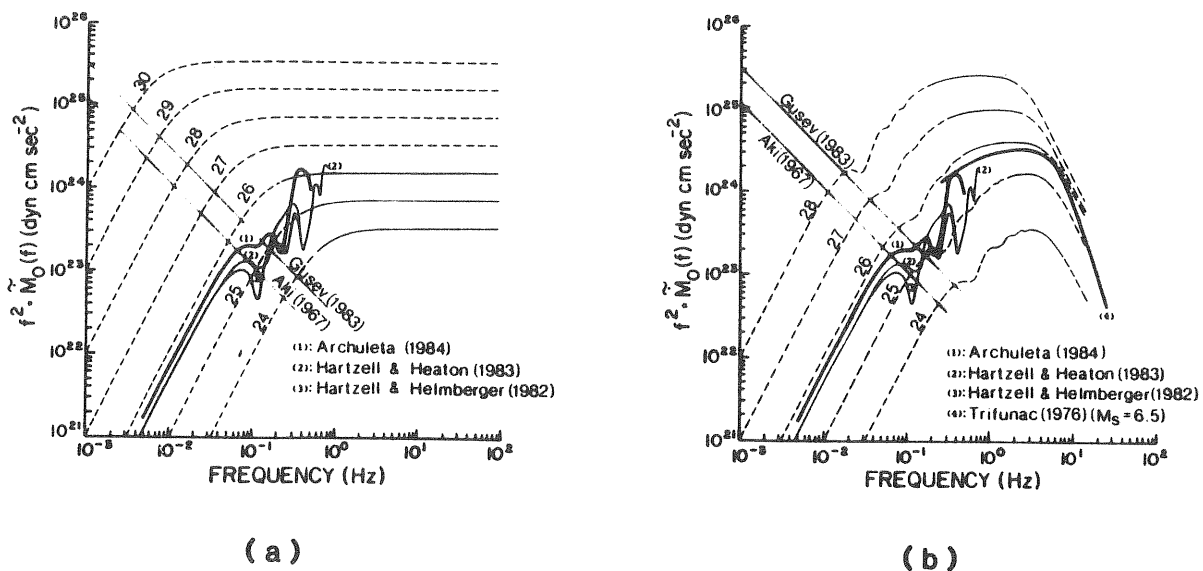 10²⁶
10²⁵
10²⁴
10²³
10²²
10²¹
f²·M̃₀(f) (dyn cm sec⁻²)
30
29
28
27
26
25
24
(1)
(2)
(2)
Gusev (1983)
Aki (1967)
(1): Archuleta (1984)
(2): Hartzell & Heaton (1983)
(3): Hartzell & Helmberger (1982)
10⁻³
10⁻²
10⁻¹
10⁰
10¹
10²
FREQUENCY (Hz)
(a)
10²⁶
10²⁵
10²⁴
10²³
10²²
10²¹
f²·M̃₀(f) (dyn cm sec⁻²)
Gusev (1983)
Aki (1967)
28
27
26
25
24
(1)
(2)
(2)
(4)
(1): Archuleta (1984)
(2): Hartzell & Heaton (1983)
(3): Hartzell & Helmberger (1982)
(4): Trifunac (1976) (Mₛ = 6.5)
10⁻³
10⁻²
10⁻¹
10⁰
10¹
10²
FREQUENCY (Hz)
(b)